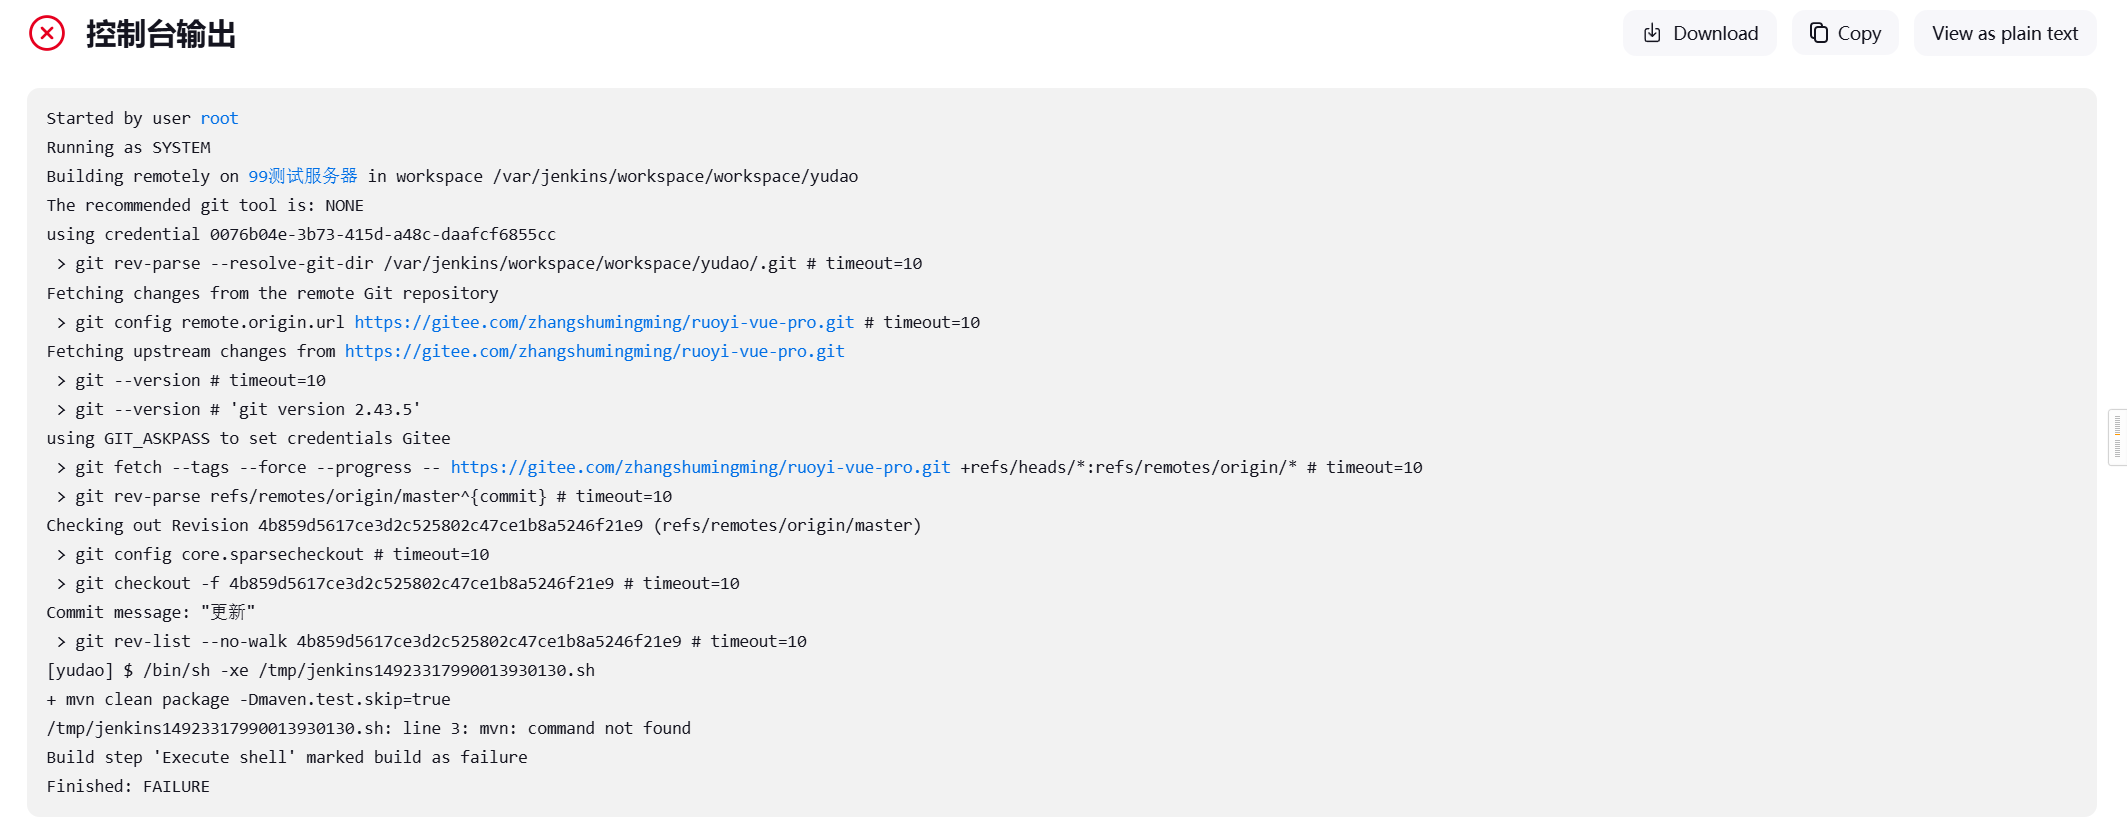 控制台输出
Download
Copy
View as plain text
Started by user root
Running as SYSTEM
Building remotely on 99测试服务器 in workspace /var/jenkins/workspace/workspace/yudao
The recommended git tool is: NONE
using credential 0076b04e-3b73-415d-a48c-daafcf6855cc
 > git rev-parse --resolve-git-dir /var/jenkins/workspace/workspace/yudao/.git # timeout=10
Fetching changes from the remote Git repository
 > git config remote.origin.url https://gitee.com/zhangshumingming/ruoyi-vue-pro.git # timeout=10
Fetching upstream changes from https://gitee.com/zhangshumingming/ruoyi-vue-pro.git
 > git --version # timeout=10
 > git --version # 'git version 2.43.5'
using GIT_ASKPASS to set credentials Gitee
 > git fetch --tags --force --progress -- https://gitee.com/zhangshumingming/ruoyi-vue-pro.git +refs/heads/*:refs/remotes/origin/* # timeout=10
 > git rev-parse refs/remotes/origin/master^{commit} # timeout=10
Checking out Revision 4b859d5617ce3d2c525802c47ce1b8a5246f21e9 (refs/remotes/origin/master)
 > git config core.sparsecheckout # timeout=10
 > git checkout -f 4b859d5617ce3d2c525802c47ce1b8a5246f21e9 # timeout=10
Commit message: "更新"
 > git rev-list --no-walk 4b859d5617ce3d2c525802c47ce1b8a5246f21e9 # timeout=10
[yudao] $ /bin/sh -xe /tmp/jenkins14923317990013930130.sh
+ mvn clean package -Dmaven.test.skip=true
/tmp/jenkins14923317990013930130.sh: line 3: mvn: command not found
Build step 'Execute shell' marked build as failure
Finished: FAILURE